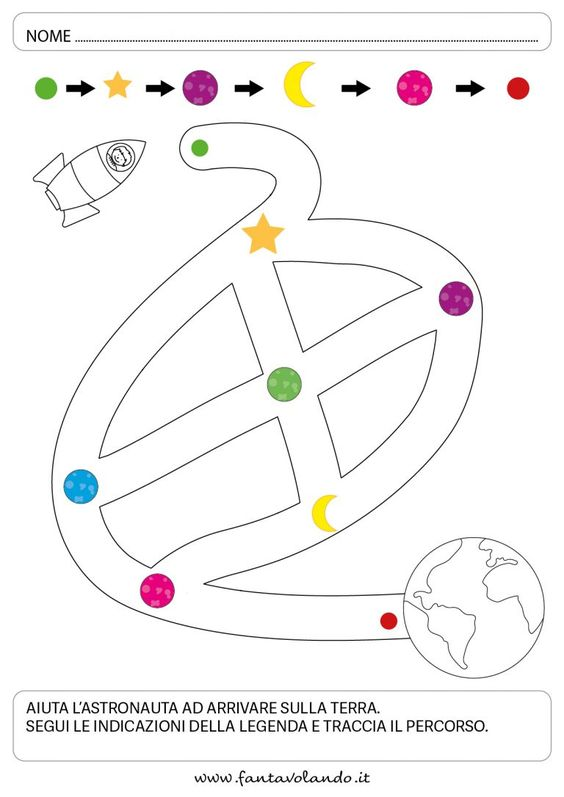 NOME ................................................................................................................
AIUTA L'ASTRONAUTA AD ARRIVARE SULLA TERRA.
SEGUI LE INDICAZIONI DELLA LEGENDA E TRACCIA IL PERCORSO.
www.fantavolando.it